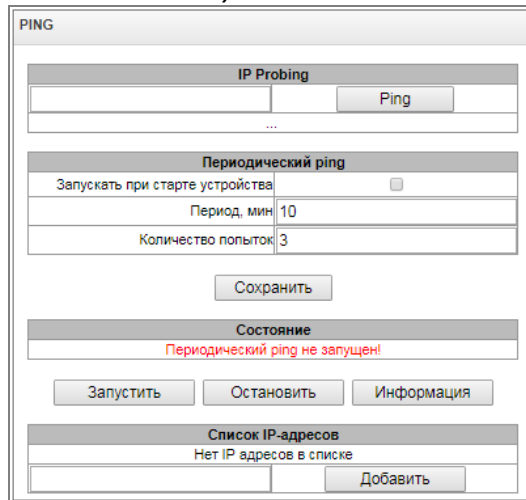 PING
IP Probing
Ping
...
Периодический ping
Запускать при старте устройства
Период, мин 10
Количество попыток 3
Сохранить
Состояние
Периодический ping не запущен!
Запустить Остановить Информация
Список IP-адресов
Нет IP адресов в списке
Добавить